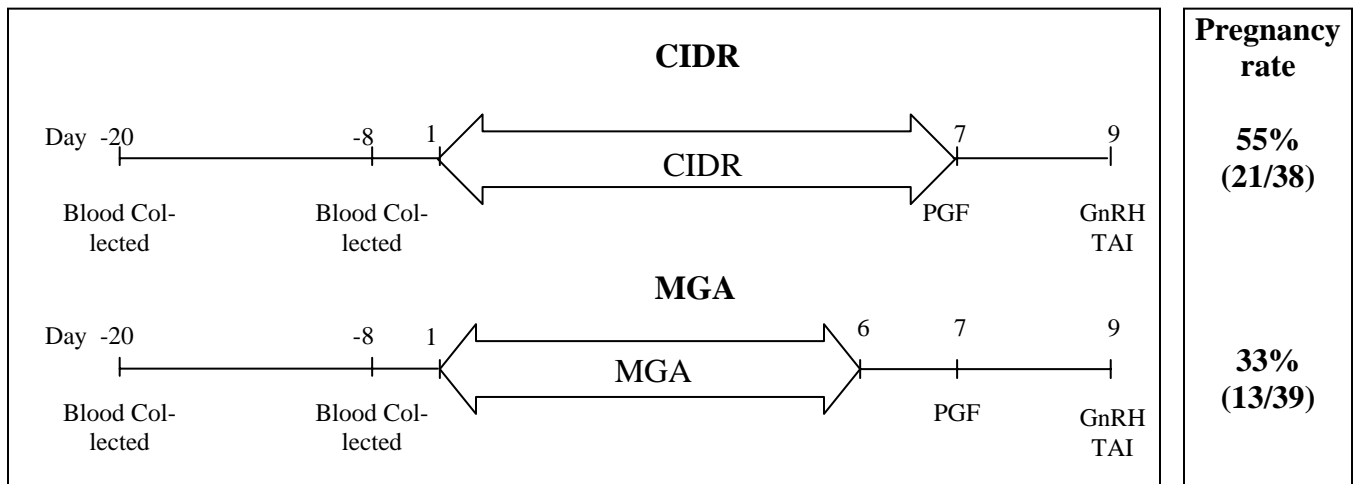 CIDR
Day -20 -8 1 7 9
CIDR
Blood Col-
lected
Blood Col-
lected
PGF
GnRH
TAI
MGA
Day -20 -8 1 6 7 9
MGA
Blood Col-
lected
Blood Col-
lected
PGF
GnRH
TAI
Pregnancy
rate
55%
(21/38)
33%
(13/39)